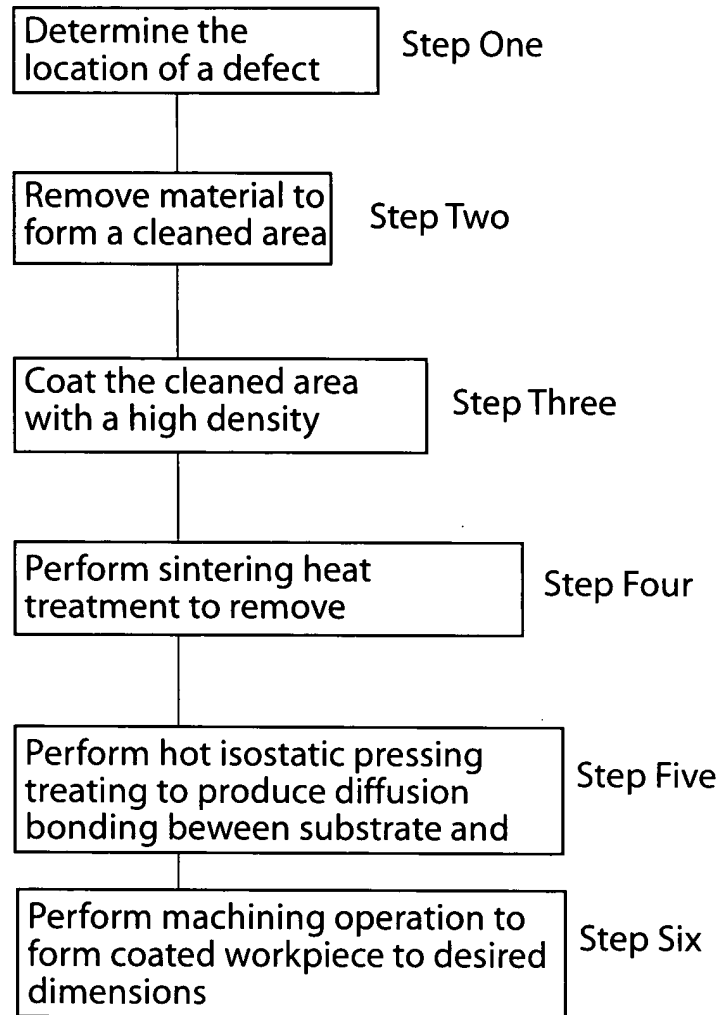 Determine the
location of a defect
Step One
Remove material to
form a cleaned area
Step Two
Coat the cleaned area
with a high density
Step Three
Perform sintering heat
treatment to remove
Step Four
Perform hot isostatic pressing
treating to produce diffusion
bonding beween substrate and
Step Five
Perform machining operation to
form coated workpiece to desired
dimensions
Step Six